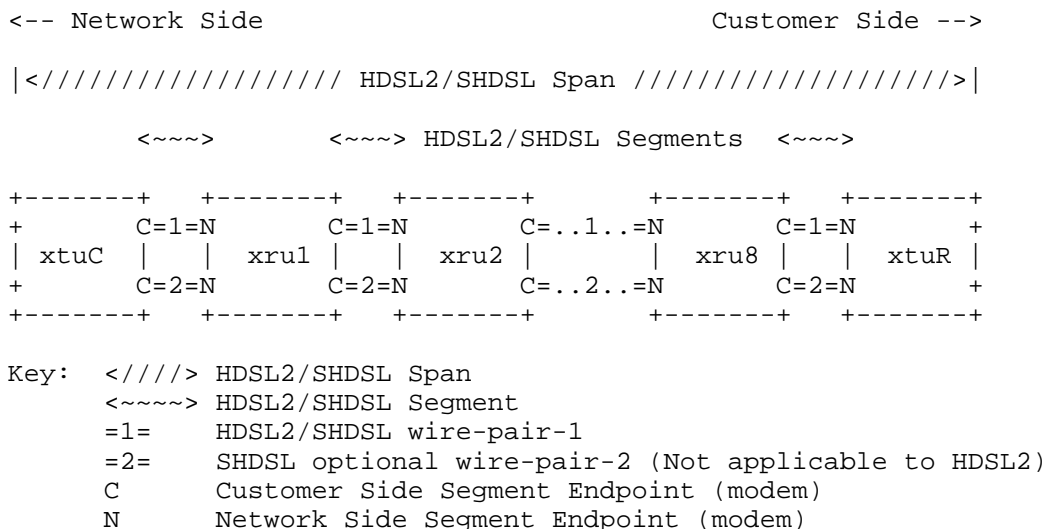 <-- Network Side                                     Customer Side -->
|</////////////////// HDSL2/SHDSL Span ////////////////////>|
<~~~>       <~~~> HDSL2/SHDSL Segments  <~~~>
+-------+   +-------+   +-------+       +-------+   +-------+
+       C=1=N       C=1=N       C=..1..=N       C=1=N       +
| xtuC  |   |  xru1 |   |  xru2 |       |  xru8 |   |  xtuR |
+       C=2=N       C=2=N       C=..2..=N       C=2=N       +
+-------+   +-------+   +-------+       +-------+   +-------+
Key:  <////> HDSL2/SHDSL Span
<~~~~> HDSL2/SHDSL Segment
=1=    HDSL2/SHDSL wire-pair-1
=2=    SHDSL optional wire-pair-2 (Not applicable to HDSL2)
C      Customer Side Segment Endpoint (modem)
N      Network Side Segment Endpoint (modem)